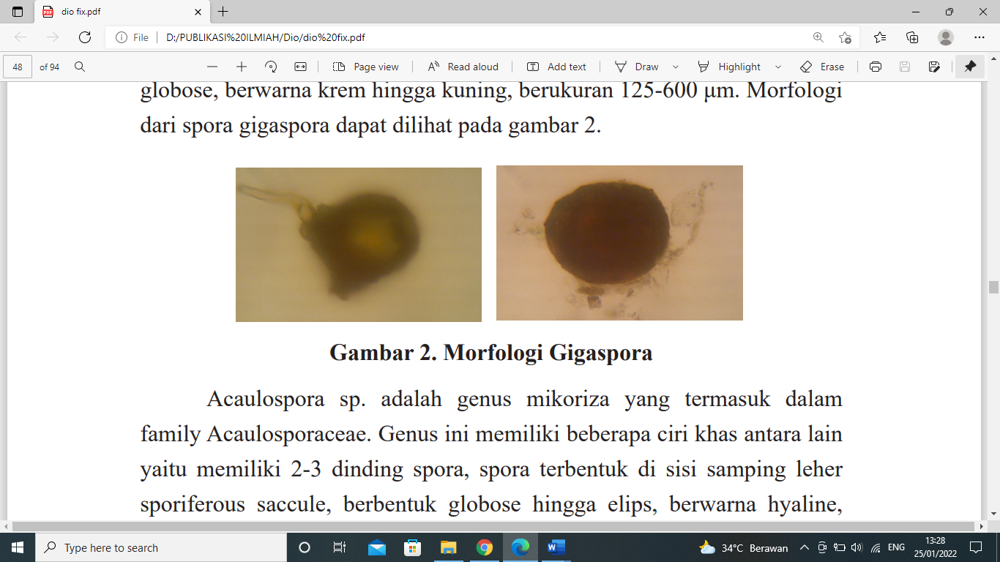 dio fix.pdf
File D:/PUBLIKASI%20ILMIAH/Dio/dio%20fix.pdf
48 of 94 Page view Read aloud Add text Draw Highlight Erase
globose, berwarna krem hingga kuning, berukuran 125-600 μm. Morfologi
dari spora gigaspora dapat dilihat pada gambar 2.
Gambar 2. Morfologi Gigaspora
Acaulospora sp. adalah genus mikoriza yang termasuk dalam
family Acaulosporaceae. Genus ini memiliki beberapa ciri khas antara lain
yaitu memiliki 2-3 dinding spora, spora terbentuk di sisi samping leher
sporiferous saccule, berbentuk globose hingga elips, berwarna hyaline,
Type here to search 34°C Berawan ENG 13:28
25/01/2022